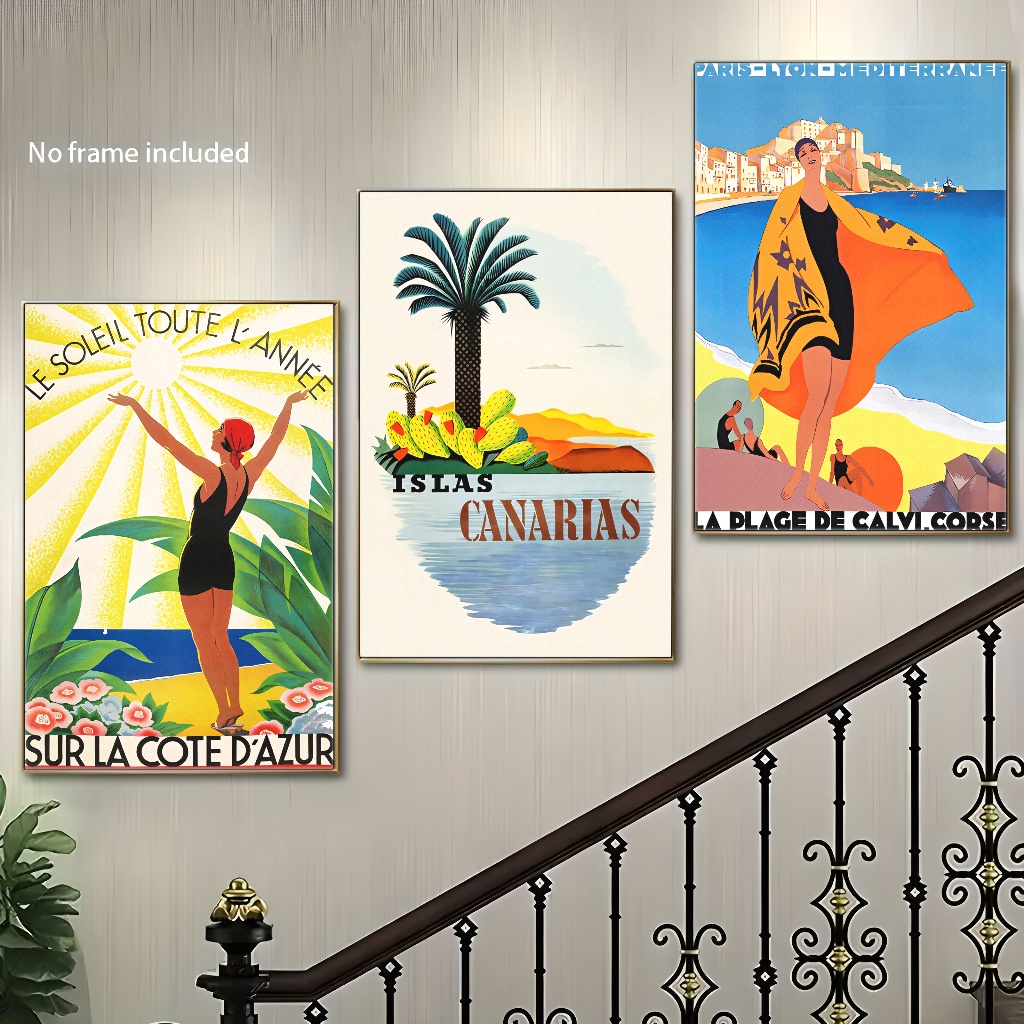 No frame included
LE SOLEIL TOUTE L'ANNÉE
SUR LA COTE D'AZUR
ISLAS
CANARIAS
PARIS-LYON-MEDITERRANEE
LA PLAGE DE CALVI.CORSE